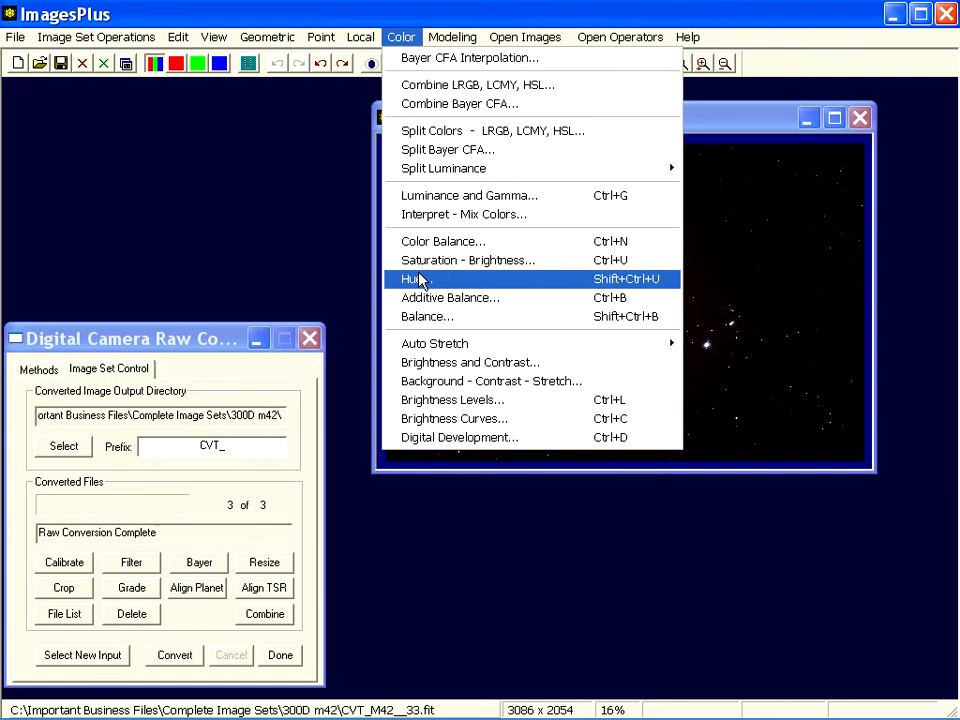 ImagesPlus
File Image Set Operations Edit View Geometric Point Local Color Modeling Open Images Open Operators Help
Bayer CFA Interpolation...
Combine LRGB, LCMY, HSL...
Combine Bayer CFA...
Split Colors - LRGB, LCMY, HSL...
Split Bayer CFA...
Split Luminance
Luminance and Gamma... Ctrl+G
Interpret - Mix Colors...
Color Balance... Ctrl+N
Saturation - Brightness... Ctrl+U
Hue... Shift+Ctrl+U
Additive Balance... Ctrl+B
Balance... Shift+Ctrl+B
Auto Stretch
Brightness and Contrast...
Background - Contrast - Stretch...
Brightness Levels... Ctrl+L
Brightness Curves... Ctrl+C
Digital Development... Ctrl+D
Digital Camera Raw Co...
Methods Image Set Control
Converted Image Output Directory
ortant Business Files\Complete Image Sets\300D m42\
Select Prefix: CVT_
Converted Files
3 of 3
Raw Conversion Complete
Calibrate Filter Bayer Resize
Crop Grade Align Planet Align TSR
File List Delete Combine
Select New Input Convert Cancel Done
C:\Important Business Files\Complete Image Sets\300D m42\CVT_M42__33.fit 3086 x 2054 16%